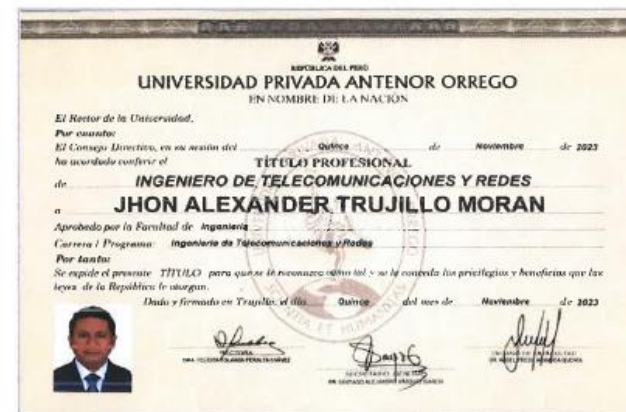 REPÚBLICA DEL PERÚ
UNIVERSIDAD PRIVADA ANTENOR ORREGO
EN NOMBRE DE LA NACIÓN
El Rector de la Universidad.
Por cuanto:
El Consejo Directivo, en su sesión del Quince de Noviembre de 2023
ha acordado conferir el
TÍTULO PROFESIONAL
de INGENIERO DE TELECOMUNICACIONES Y REDES
a JHON ALEXANDER TRUJILLO MORAN
Aprobado por la Facultad de Ingeniería
Carrera / Programa: Ingeniería de Telecomunicaciones y Redes
Por tanto:
Se expide el presente TÍTULO para que se le reconozca como tal y se le conceda los privilegios y beneficios que las
leyes de la República le otorgan.
Dado y firmado en Trujillo, el día Quince del mes de Noviembre de 2023
RECTORA
SECRETARIO GENERAL